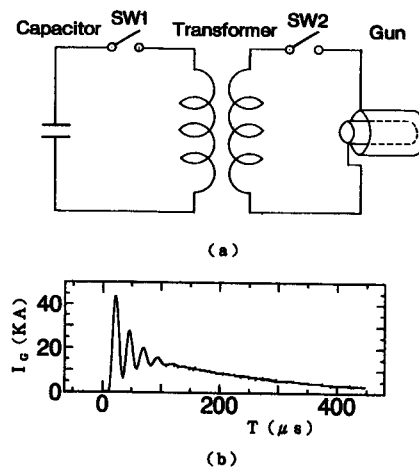 Capacitor SW1 Transformer SW2 Gun
(a)
I_G (KA)
40
20
0
0 200 400
T (μs)
(b)